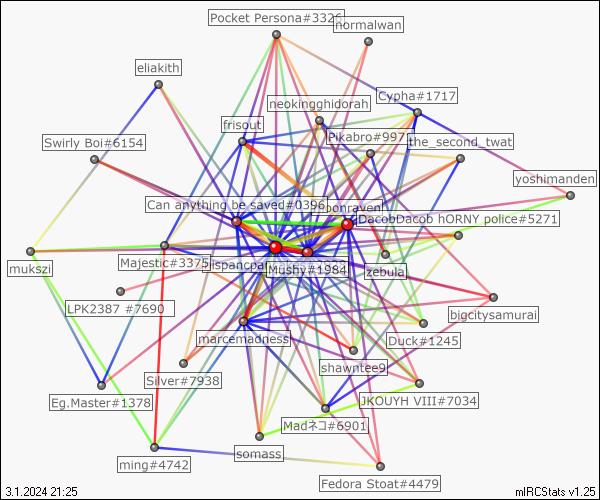 Pocket Persona#3326
normalwan
eliakith
Cypha#1717
neokingghidorah
frisout
Pikabro#9971
the_second_twat
Swirly Boi#6154
yoshimanden
Can anything be saved#0396
DacobDacob hORNY police#5271
mukszi
Majestic#3375
Mushy#1984
zebula
LPK2387 #7690
bigcitysamurai
marcemadness
Duck#1245
shawntee9
Silver#7938
Eg.Master#1378
JKOUYH VIII#7034
Madネコ#6901
somass
ming#4742
Fedora Stoat#4479
3.1.2024 21:25
mIRCStats v1.25